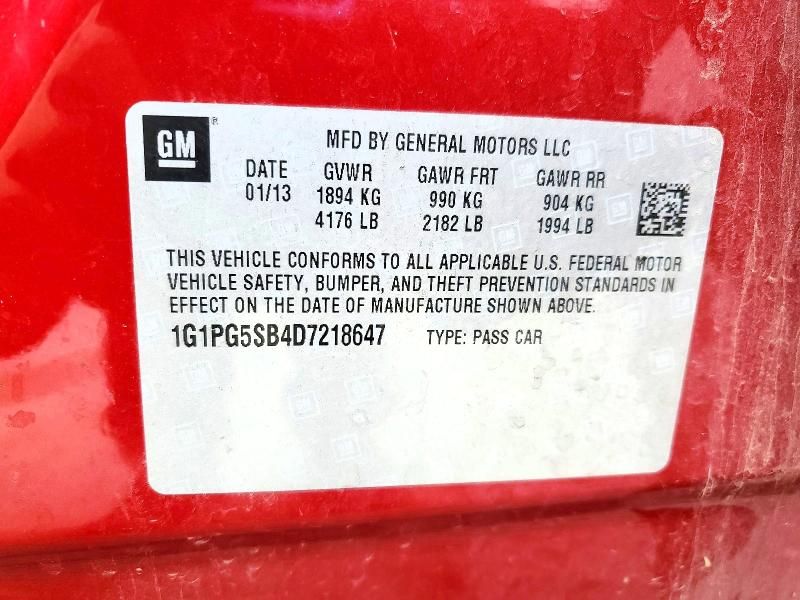 GM® MFD BY GENERAL MOTORS LLC
DATE GVWR GAWR FRT GAWR RR
01/13 1894 KG 990 KG 904 KG
4176 LB 2182 LB 1994 LB
THIS VEHICLE CONFORMS TO ALL APPLICABLE U.S. FEDERAL MOTOR
VEHICLE SAFETY, BUMPER, AND THEFT PREVENTION STANDARDS IN
EFFECT ON THE DATE OF MANUFACTURE SHOWN ABOVE.
1G1PG5SB4D7218647 TYPE: PASS CAR